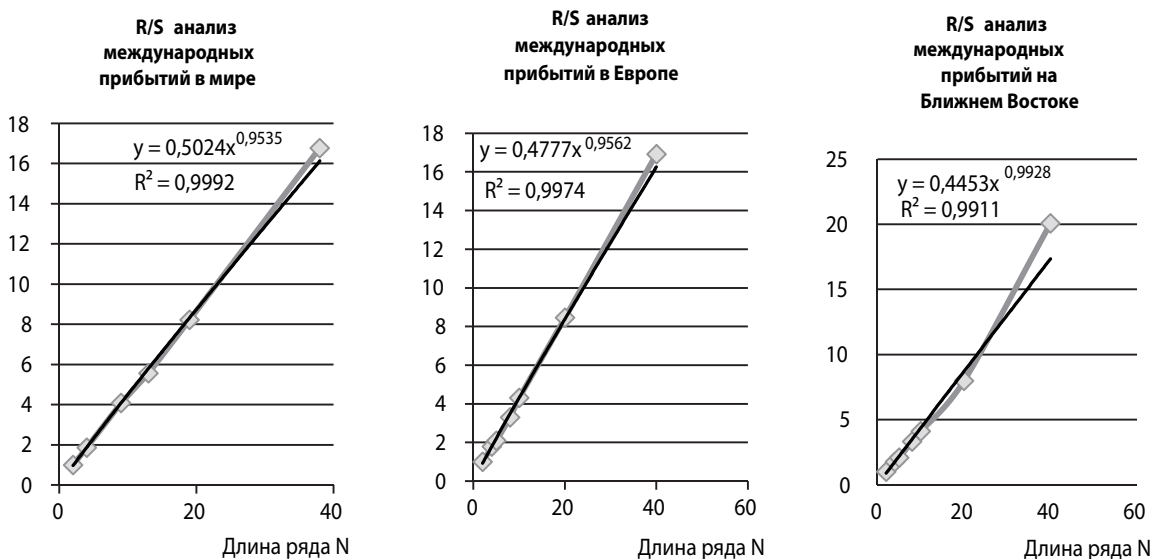 R/S анализ
международных
прибытий в мире
18
16
14
12
10
8
6
4
2
0
y = 0,5024x^0,9535
R² = 0,9992
0
20
40
Длина ряда N
R/S анализ
международных
прибытий в Европе
18
16
14
12
10
8
6
4
2
0
y = 0,4777x^0,9562
R² = 0,9974
0
20
40
60
Длина ряда N
R/S анализ
международных
прибытий на
Ближнем Востоке
25
20
15
10
5
0
y = 0,4453x^0,9928
R² = 0,9911
0
20
40
60
Длина ряда N